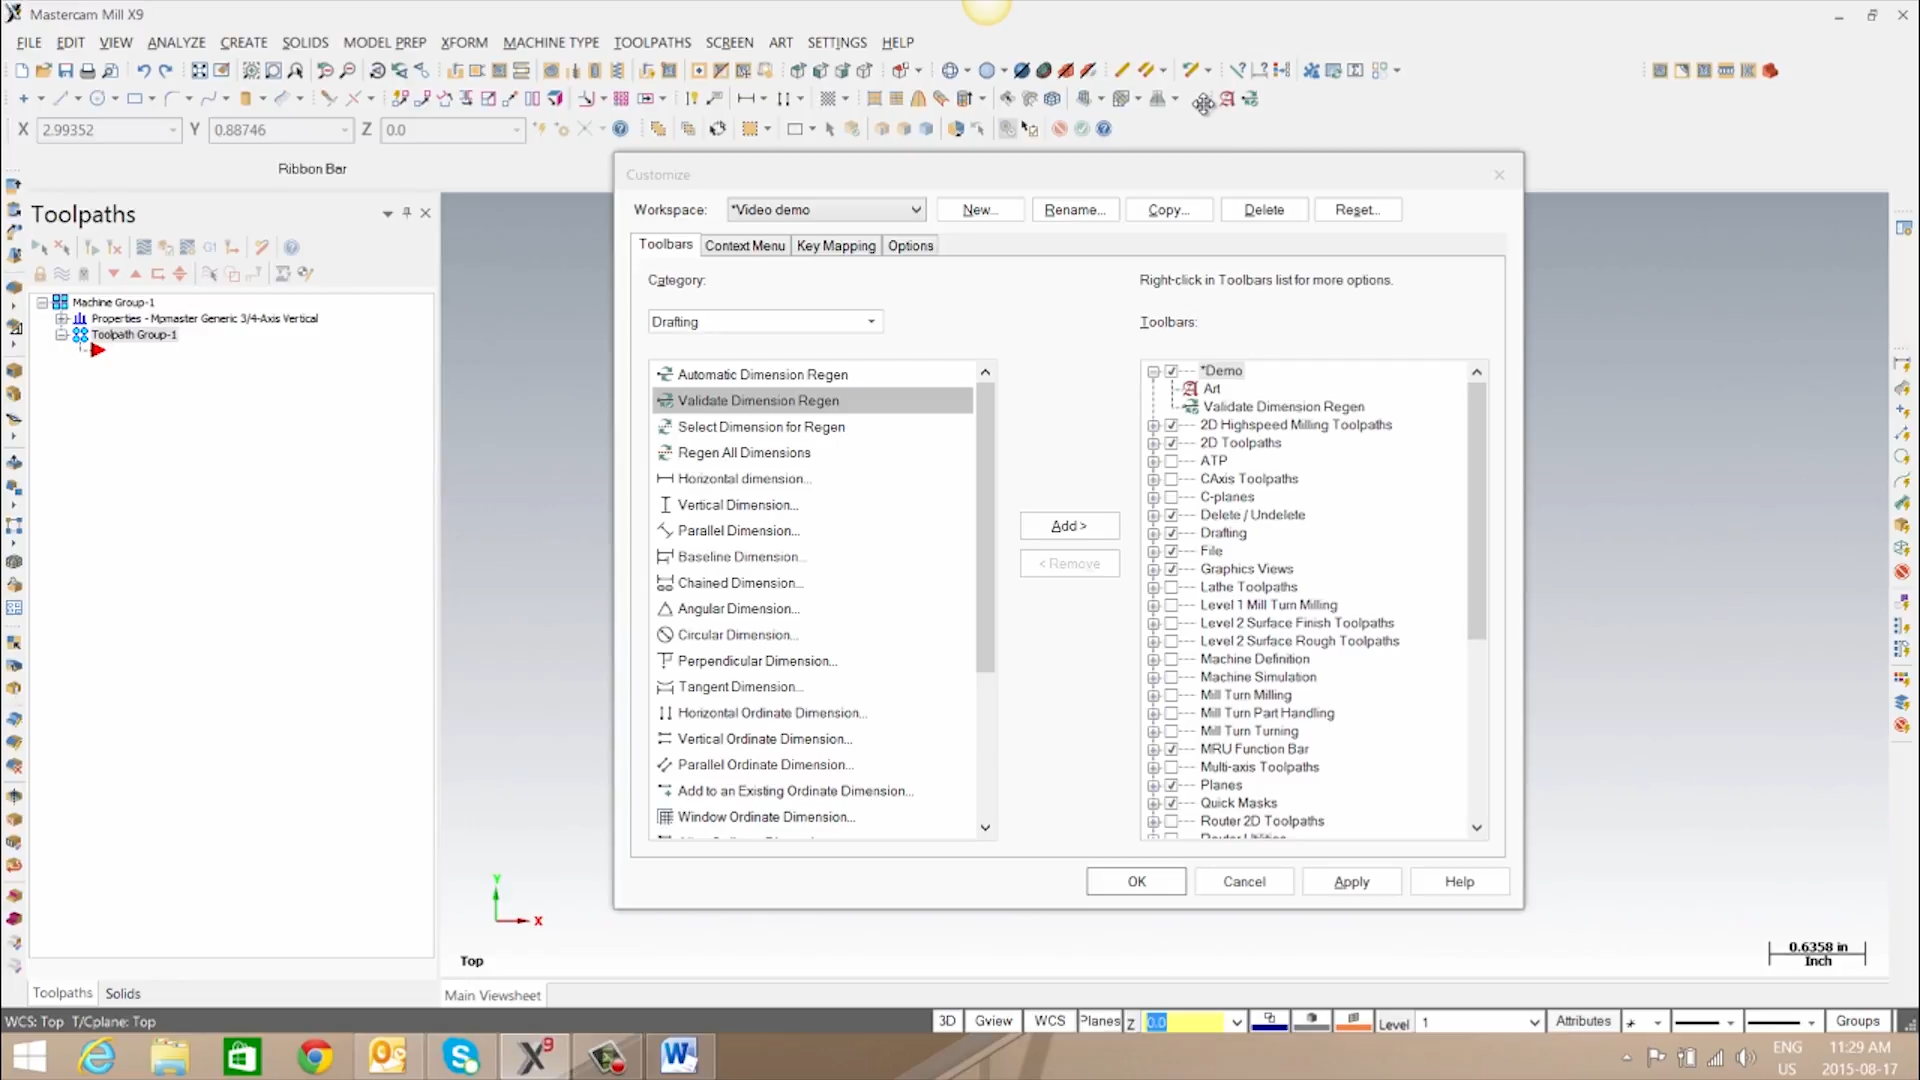 Mastercam Mill X9
FILE EDIT VIEW ANALYZE CREATE SOLIDS MODEL PREP XFORM MACHINE TYPE TOOLPATHS SCREEN ART SETTINGS HELP
X 2.99352 Y 0.88746 Z 0.0
Ribbon Bar
Toolpaths
G1
Machine Group-1
Properties - Mpmaster Generic 3/4-Axis Vertical
Toolpath Group-1
Customize
Workspace: *Video demo New... Rename... Copy... Delete Reset...
Toolbars Context Menu Key Mapping Options
Category:
Right-click in Toolbars list for more options.
Drafting
Toolbars:
Automatic Dimension Regen
Validate Dimension Regen
Select Dimension for Regen
Regen All Dimensions
Horizontal dimension...
Vertical Dimension...
Parallel Dimension...
Baseline Dimension...
Chained Dimension...
Angular Dimension...
Circular Dimension...
Perpendicular Dimension...
Tangent Dimension...
Horizontal Ordinate Dimension...
Vertical Ordinate Dimension...
Parallel Ordinate Dimension...
Add to an Existing Ordinate Dimension...
Window Ordinate Dimension...
Add >
< Remove
*Demo
Art
Validate Dimension Regen
2D Highspeed Milling Toolpaths
2D Toolpaths
ATP
CAxis Toolpaths
C-planes
Delete / Undelete
Drafting
File
Graphics Views
Lathe Toolpaths
Level 1 Mill Turn Milling
Level 2 Surface Finish Toolpaths
Level 2 Surface Rough Toolpaths
Machine Definition
Machine Simulation
Mill Turn Milling
Mill Turn Part Handling
Mill Turn Turning
MRU Function Bar
Multi-axis Toolpaths
Planes
Quick Masks
Router 2D Toolpaths
OK Cancel Apply Help
Y
X
Top
0.6358 in
Inch
Toolpaths Solids
Main Viewsheet
WCS: Top T/Cplane: Top
3D Gview WCS Planes Z 0.0 Level 1 Attributes Groups
ENG
US
11:29 AM
2015-08-17